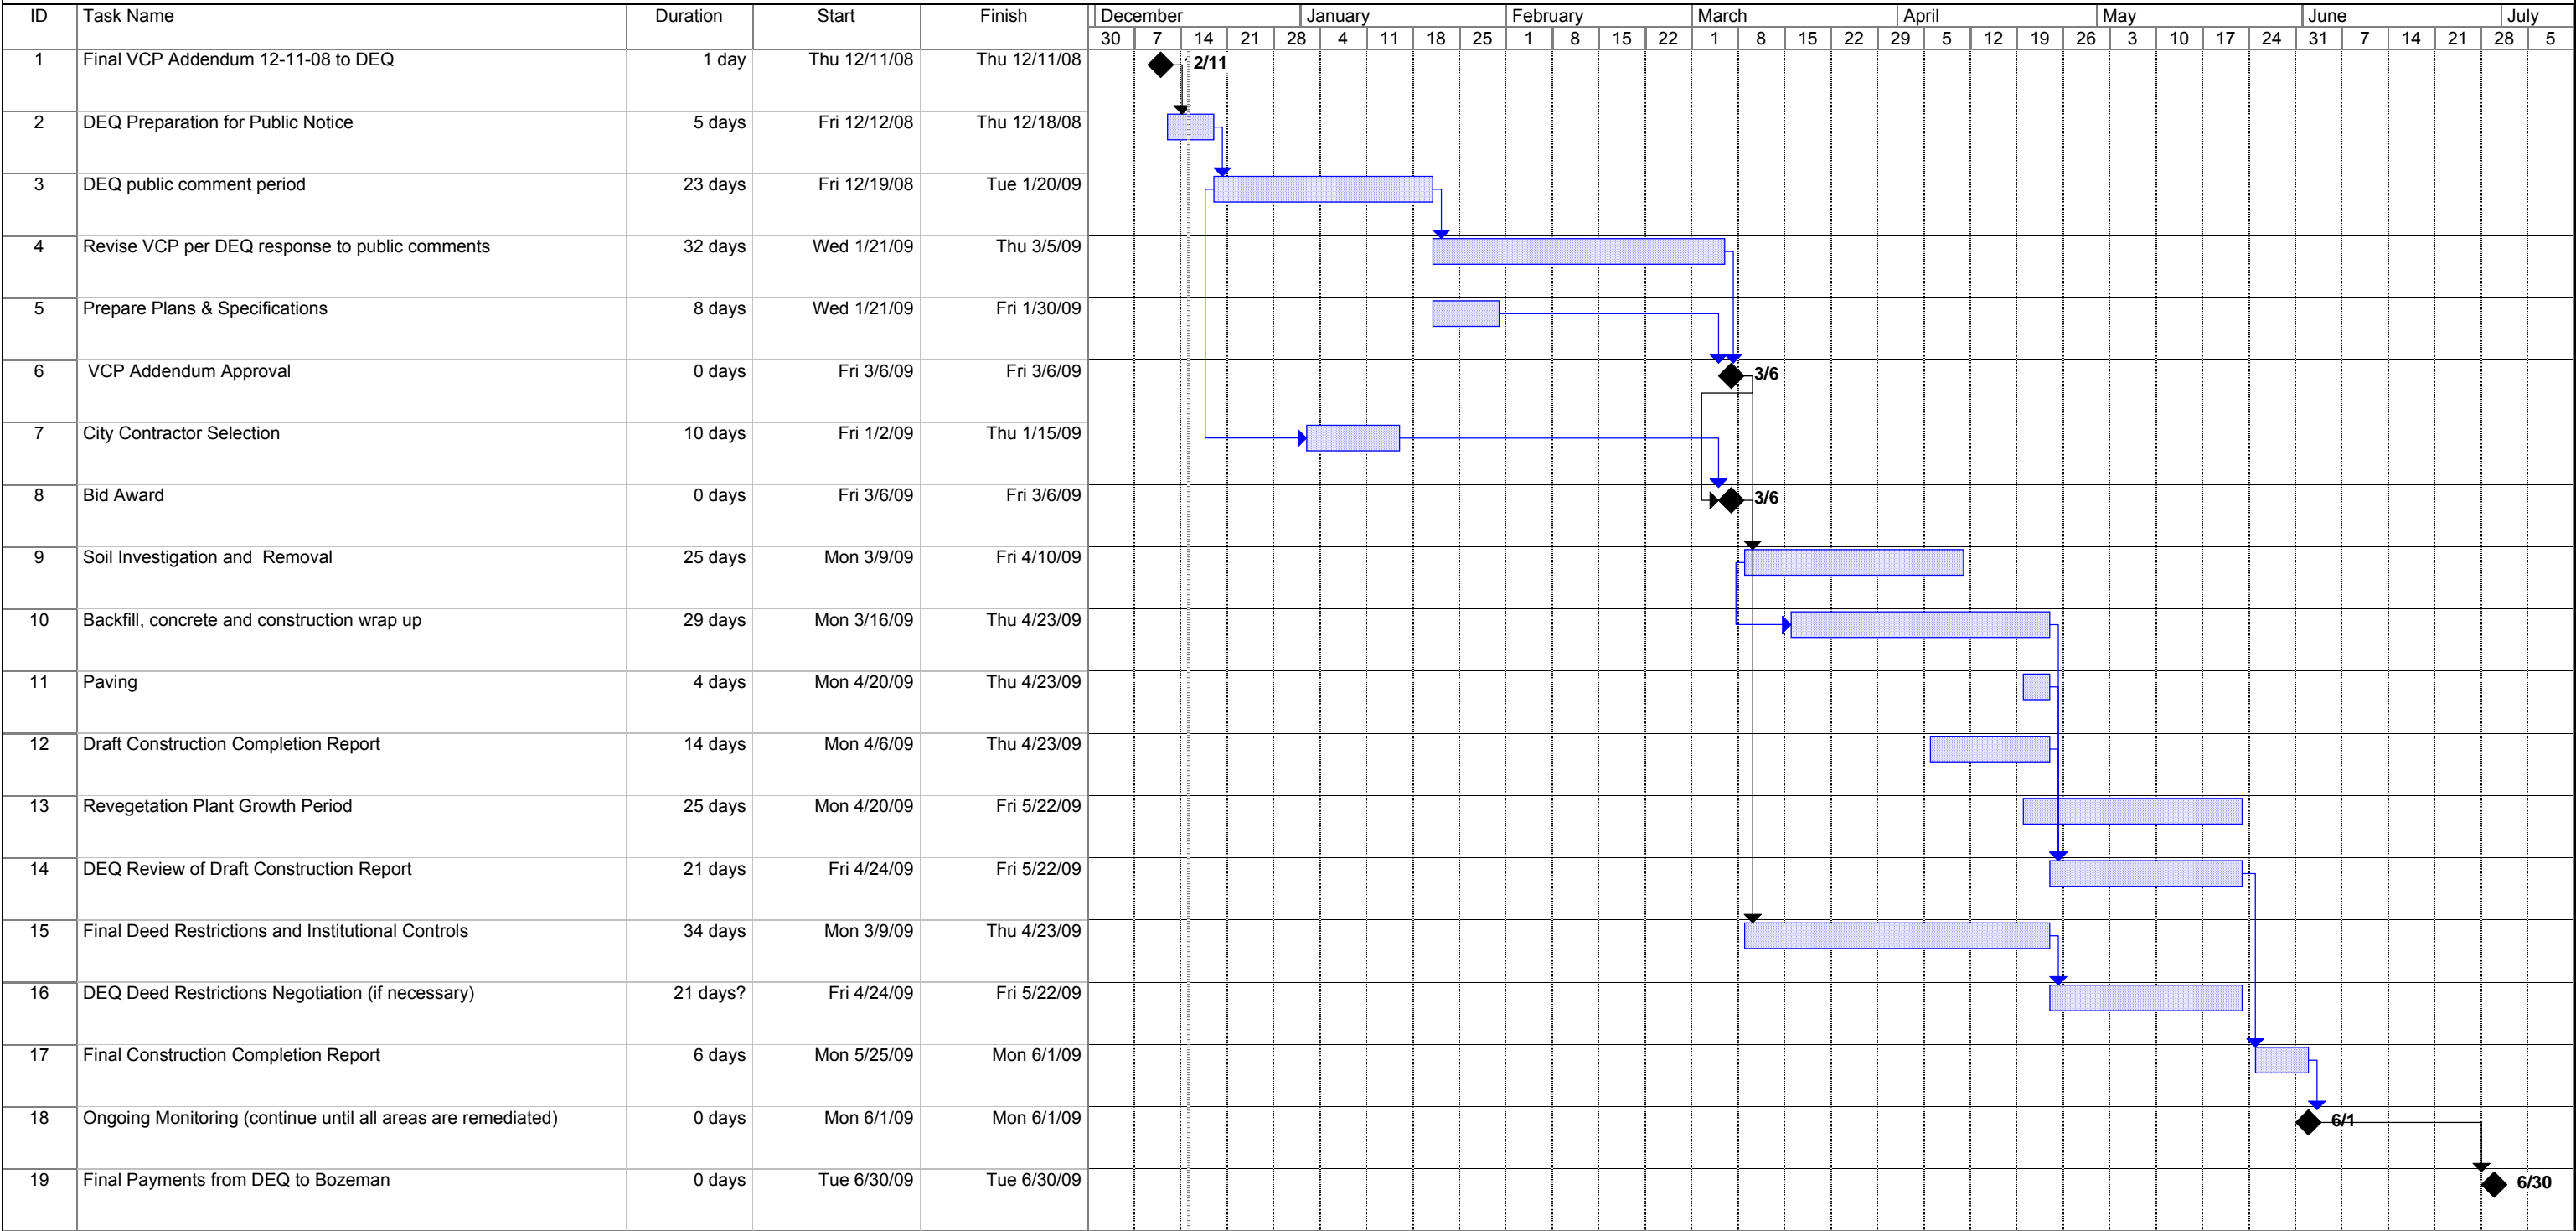 ID Task Name Duration Start Finish December January February March April May June July
30 7 14 21 28 4 11 18 25 1 8 15 22 1 8 15 22 29 5 12 19 26 3 10 17 24 31 7 14 21 28 5
1 Final VCP Addendum 12-11-08 to DEQ 1 day Thu 12/11/08 Thu 12/11/08 12/11
2 DEQ Preparation for Public Notice 5 days Fri 12/12/08 Thu 12/18/08
3 DEQ public comment period 23 days Fri 12/19/08 Tue 1/20/09
4 Revise VCP per DEQ response to public comments 32 days Wed 1/21/09 Thu 3/5/09
5 Prepare Plans & Specifications 8 days Wed 1/21/09 Fri 1/30/09
6 VCP Addendum Approval 0 days Fri 3/6/09 Fri 3/6/09 3/6
7 City Contractor Selection 10 days Fri 1/2/09 Thu 1/15/09
8 Bid Award 0 days Fri 3/6/09 Fri 3/6/09 3/6
9 Soil Investigation and Removal 25 days Mon 3/9/09 Fri 4/10/09
10 Backfill, concrete and construction wrap up 29 days Mon 3/16/09 Thu 4/23/09
11 Paving 4 days Mon 4/20/09 Thu 4/23/09
12 Draft Construction Completion Report 14 days Mon 4/6/09 Thu 4/23/09
13 Revegetation Plant Growth Period 25 days Mon 4/20/09 Fri 5/22/09
14 DEQ Review of Draft Construction Report 21 days Fri 4/24/09 Fri 5/22/09
15 Final Deed Restrictions and Institutional Controls 34 days Mon 3/9/09 Thu 4/23/09
16 DEQ Deed Restrictions Negotiation (if necessary) 21 days? Fri 4/24/09 Fri 5/22/09
17 Final Construction Completion Report 6 days Mon 5/25/09 Mon 6/1/09
18 Ongoing Monitoring (continue until all areas are remediated) 0 days Mon 6/1/09 Mon 6/1/09 6/1
19 Final Payments from DEQ to Bozeman 0 days Tue 6/30/09 Tue 6/30/09 6/30